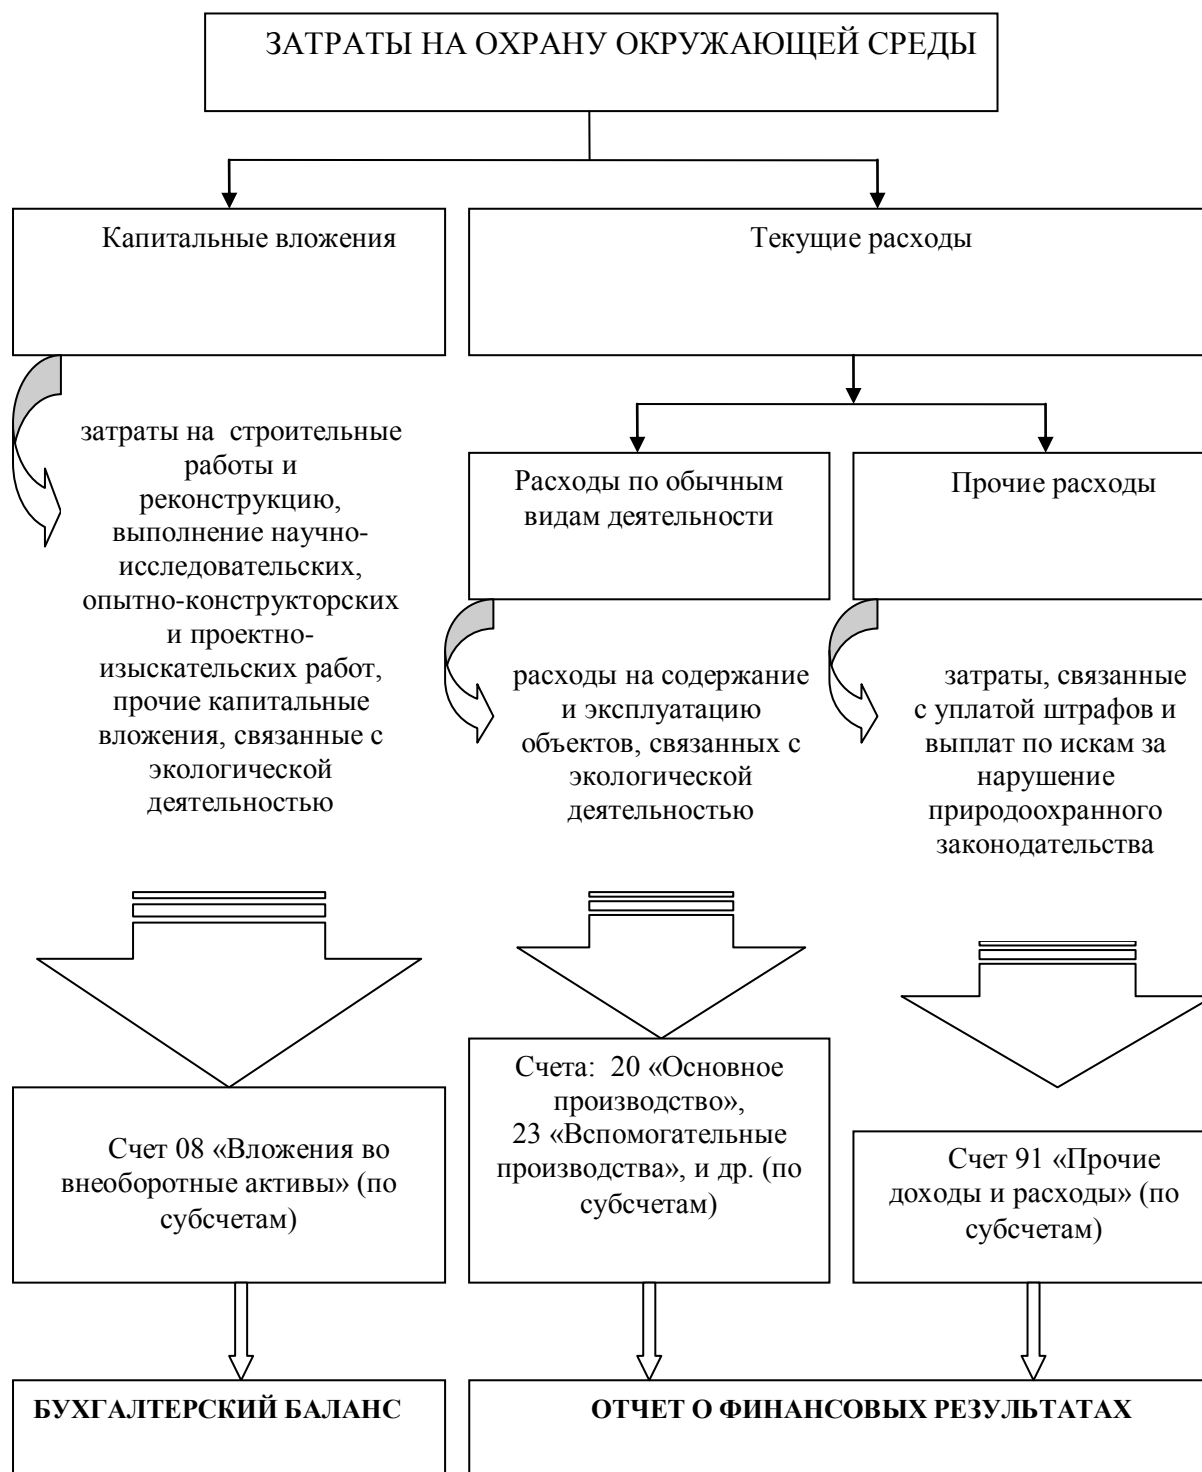 ЗАТРАТЫ НА ОХРАНУ ОКРУЖАЮЩЕЙ СРЕДЫ
Капитальные вложения
Текущие расходы
затраты на строительные
работы и
реконструкцию,
выполнение научно-
исследовательских,
опытно-конструкторских
и проектно-
изыскательских работ,
прочие капитальные
вложения, связанные с
экологической
деятельностью
Расходы по обычным
видам деятельности
Прочие расходы
расходы на содержание
и эксплуатацию
объектов, связанных с
экологической
деятельностью
затраты, связанные
с уплатой штрафов и
выплат по искам за
нарушение
природоохранного
законодательства
Счет 08 «Вложения во
внеоборотные активы» (по
субсчетам)
Счета: 20 «Основное
производство»,
23 «Вспомогательные
производства», и др. (по
субсчетам)
Счет 91 «Прочие
доходы и расходы» (по
субсчетам)
БУХГАЛТЕРСКИЙ БАЛАНС
ОТЧЕТ О ФИНАНСОВЫХ РЕЗУЛЬТАТАХ